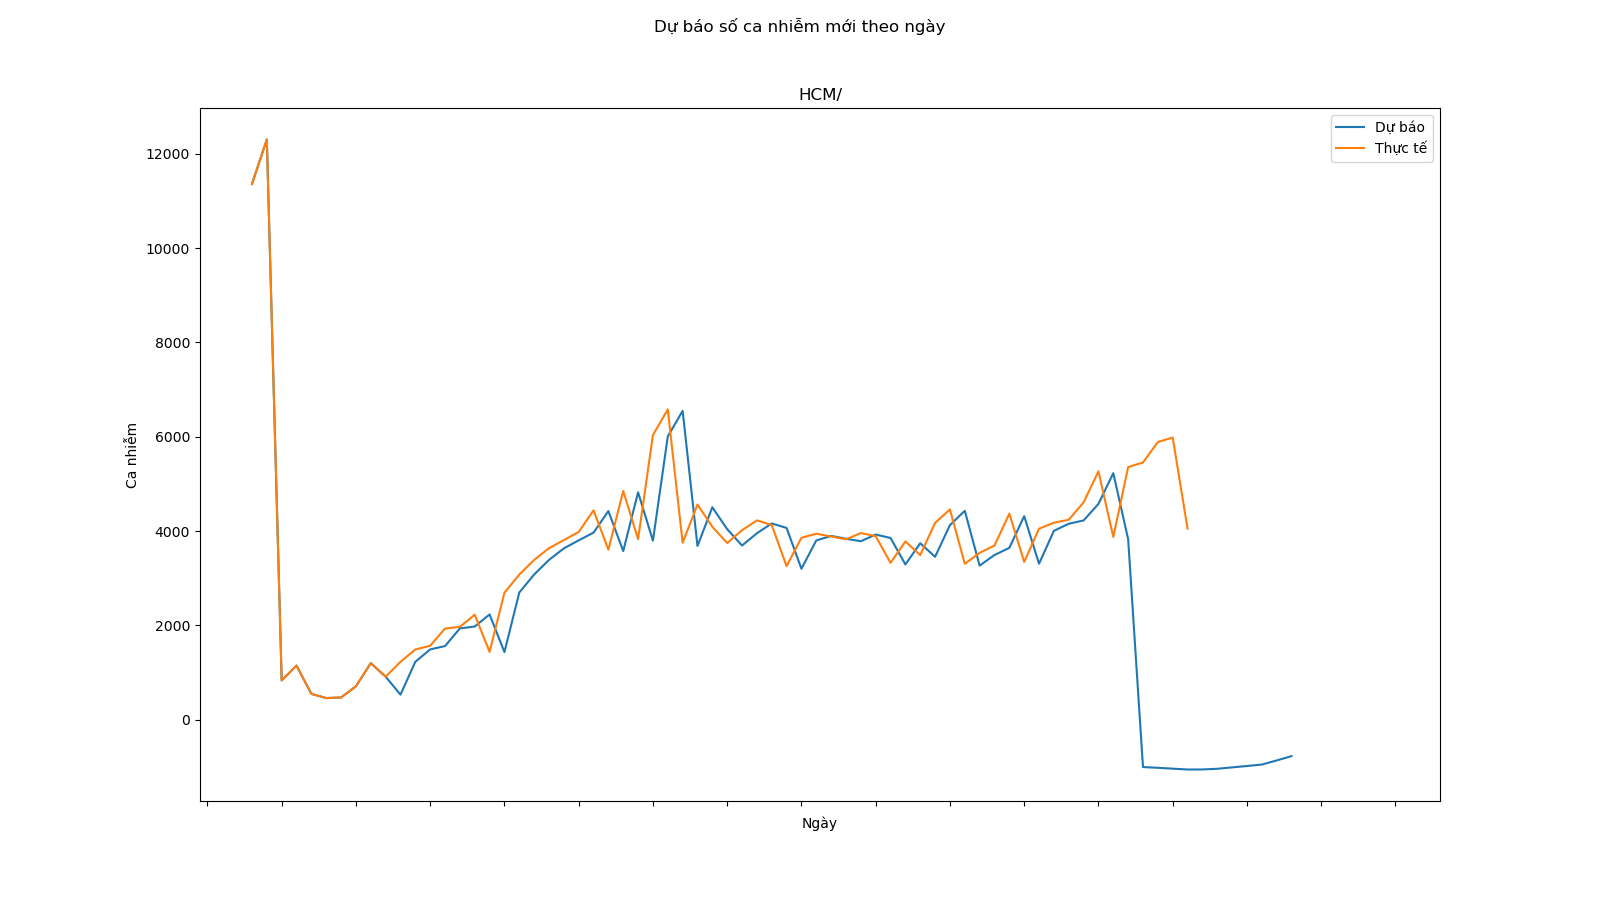 Dự báo số ca nhiễm mới theo ngày
HCM/
Dự báo
Thực tế
12000
10000
8000
6000
4000
2000
0
Ca nhiễm
Ngày